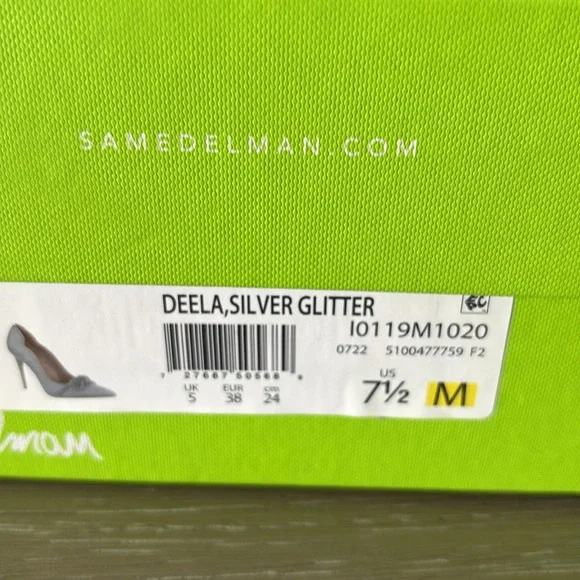 SAMEDELMAN.COM
DEELA,SILVER GLITTER
I0119M1020
0722 5100477759 F2
UK EUR cm
5 38 24
US
7½ M